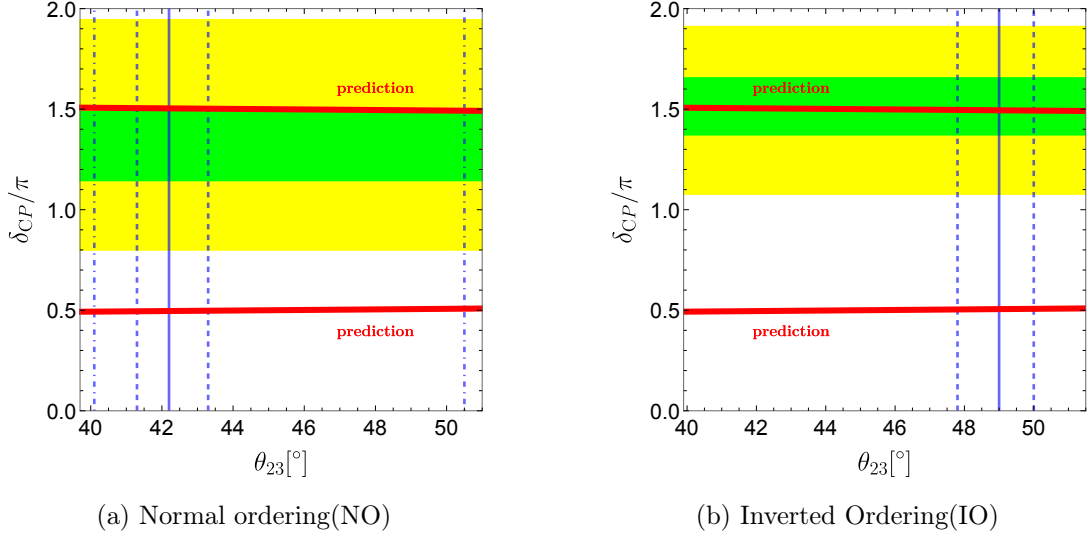 2.0
prediction
1.5
δ_CP/π
1.0
0.5
prediction
0.0
40 42 44 46 48 50
θ₂₃[°]
(a) Normal ordering(NO)
2.0
prediction
1.5
δ_CP/π
1.0
0.5
prediction
0.0
40 42 44 46 48 50
θ₂₃[°]
(b) Inverted Ordering(IO)